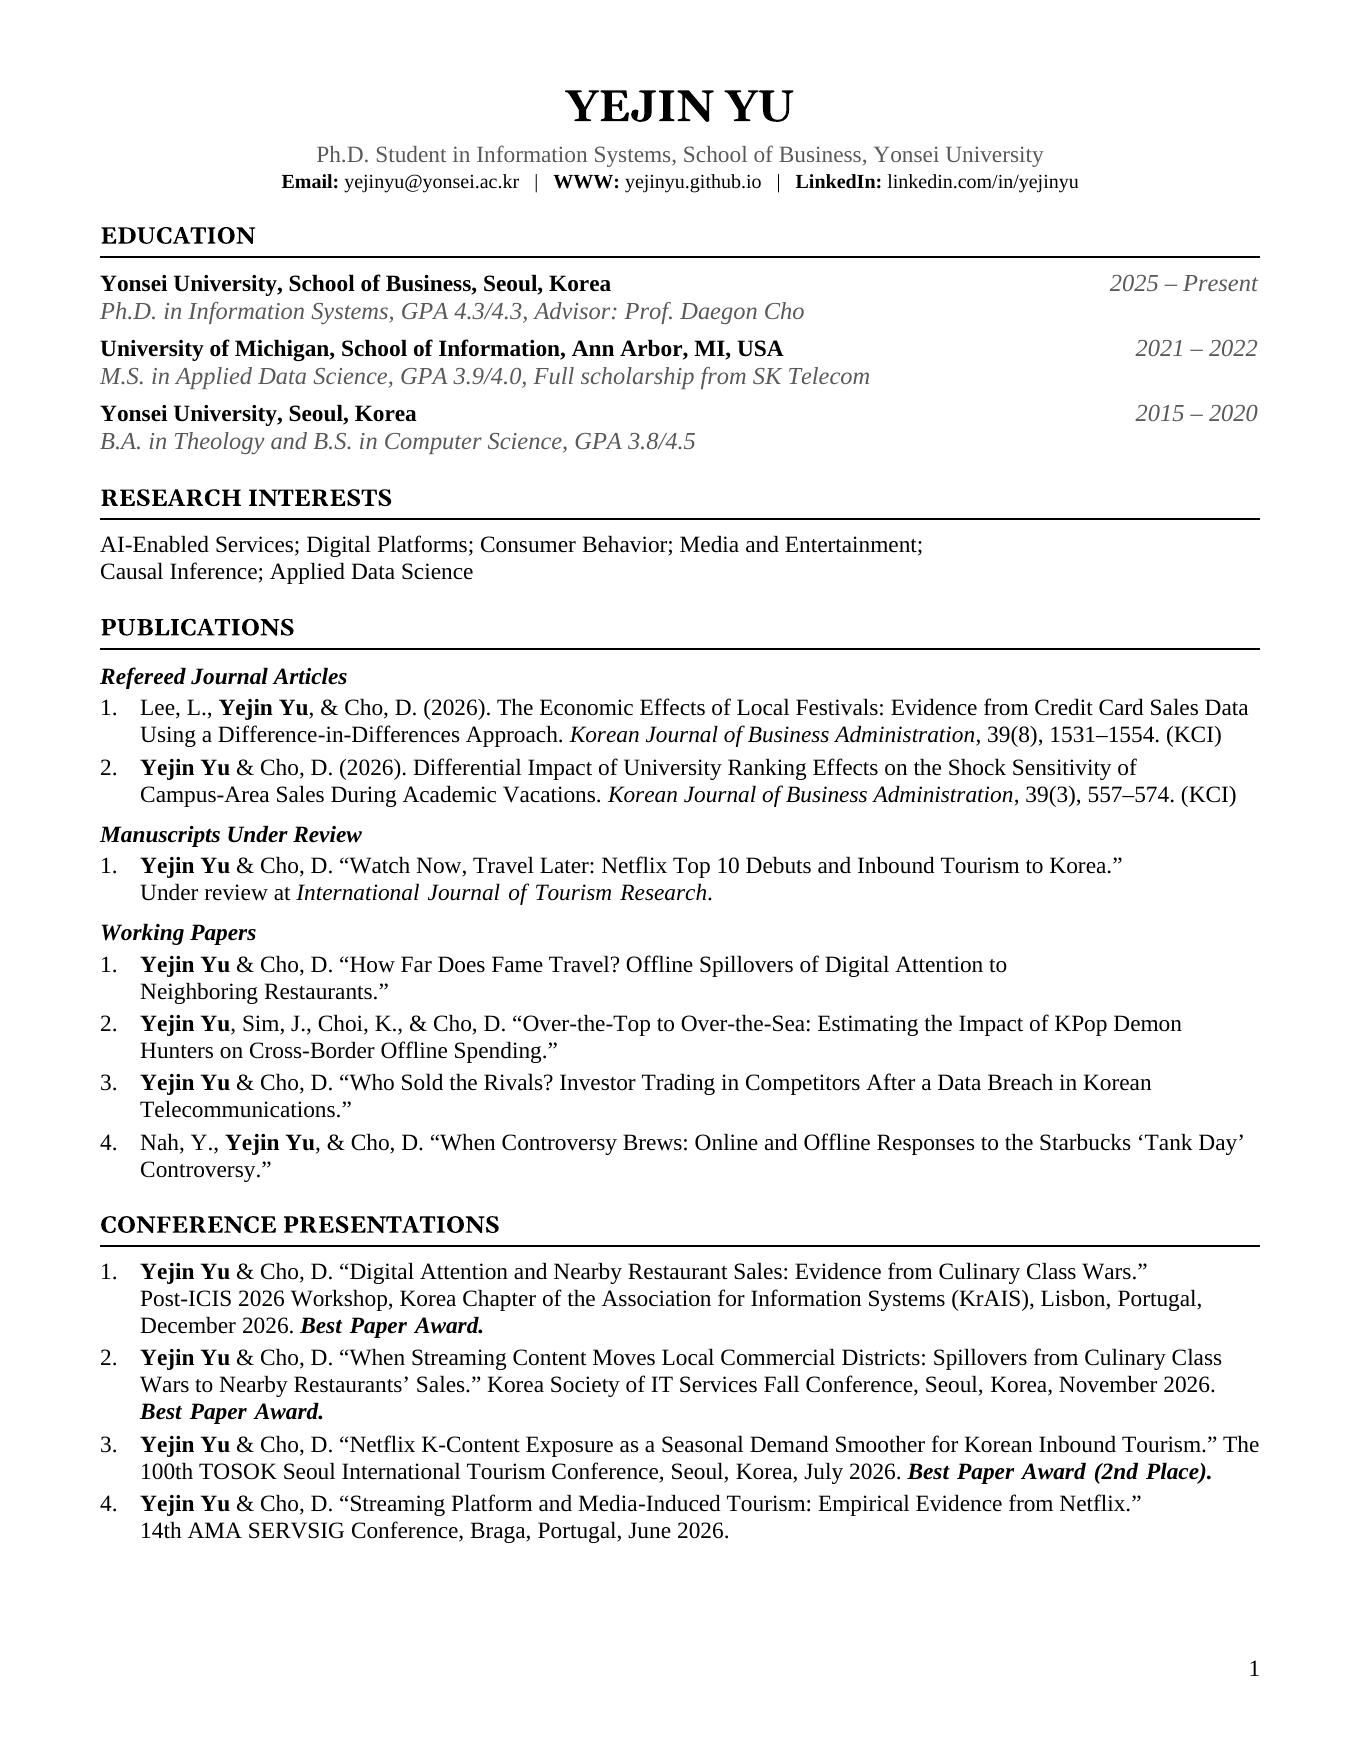 YEJIN YU
Ph.D. Student in Information Systems, School of Business, Yonsei University
Email: yejinyu@yonsei.ac.kr | WWW: yejinyu.github.io | LinkedIn: linkedin.com/in/yejinyu
EDUCATION
Yonsei University, School of Business, Seoul, Korea 2025 – Present
Ph.D. in Information Systems, GPA 4.3/4.3, Advisor: Prof. Daegon Cho
University of Michigan, School of Information, Ann Arbor, MI, USA 2021 – 2022
M.S. in Applied Data Science, GPA 3.9/4.0, Full scholarship from SK Telecom
Yonsei University, Seoul, Korea 2015 – 2020
B.A. in Theology and B.S. in Computer Science, GPA 3.8/4.5
RESEARCH INTERESTS
AI-Enabled Services; Digital Platforms; Consumer Behavior; Media and Entertainment;
Causal Inference; Applied Data Science
PUBLICATIONS
Refereed Journal Articles
1. Lee, L., Yejin Yu, & Cho, D. (2026). The Economic Effects of Local Festivals: Evidence from Credit Card Sales Data
Using a Difference-in-Differences Approach. Korean Journal of Business Administration, 39(8), 1531–1554. (KCI)
2. Yejin Yu & Cho, D. (2026). Differential Impact of University Ranking Effects on the Shock Sensitivity of
Campus-Area Sales During Academic Vacations. Korean Journal of Business Administration, 39(3), 557–574. (KCI)
Manuscripts Under Review
1. Yejin Yu & Cho, D. “Watch Now, Travel Later: Netflix Top 10 Debuts and Inbound Tourism to Korea.”
Under review at International Journal of Tourism Research.
Working Papers
1. Yejin Yu & Cho, D. “How Far Does Fame Travel? Offline Spillovers of Digital Attention to
Neighboring Restaurants.”
2. Yejin Yu, Sim, J., Choi, K., & Cho, D. “Over-the-Top to Over-the-Sea: Estimating the Impact of KPop Demon
Hunters on Cross-Border Offline Spending.”
3. Yejin Yu & Cho, D. “Who Sold the Rivals? Investor Trading in Competitors After a Data Breach in Korean
Telecommunications.”
4. Nah, Y., Yejin Yu, & Cho, D. “When Controversy Brews: Online and Offline Responses to the Starbucks ‘Tank Day’
Controversy.”
CONFERENCE PRESENTATIONS
1. Yejin Yu & Cho, D. “Digital Attention and Nearby Restaurant Sales: Evidence from Culinary Class Wars.”
Post-ICIS 2026 Workshop, Korea Chapter of the Association for Information Systems (KrAIS), Lisbon, Portugal,
December 2026. Best Paper Award.
2. Yejin Yu & Cho, D. “When Streaming Content Moves Local Commercial Districts: Spillovers from Culinary Class
Wars to Nearby Restaurants’ Sales.” Korea Society of IT Services Fall Conference, Seoul, Korea, November 2026.
Best Paper Award.
3. Yejin Yu & Cho, D. “Netflix K-Content Exposure as a Seasonal Demand Smoother for Korean Inbound Tourism.” The
100th TOSOK Seoul International Tourism Conference, Seoul, Korea, July 2026. Best Paper Award (2nd Place).
4. Yejin Yu & Cho, D. “Streaming Platform and Media-Induced Tourism: Empirical Evidence from Netflix.”
14th AMA SERVSIG Conference, Braga, Portugal, June 2026.
1